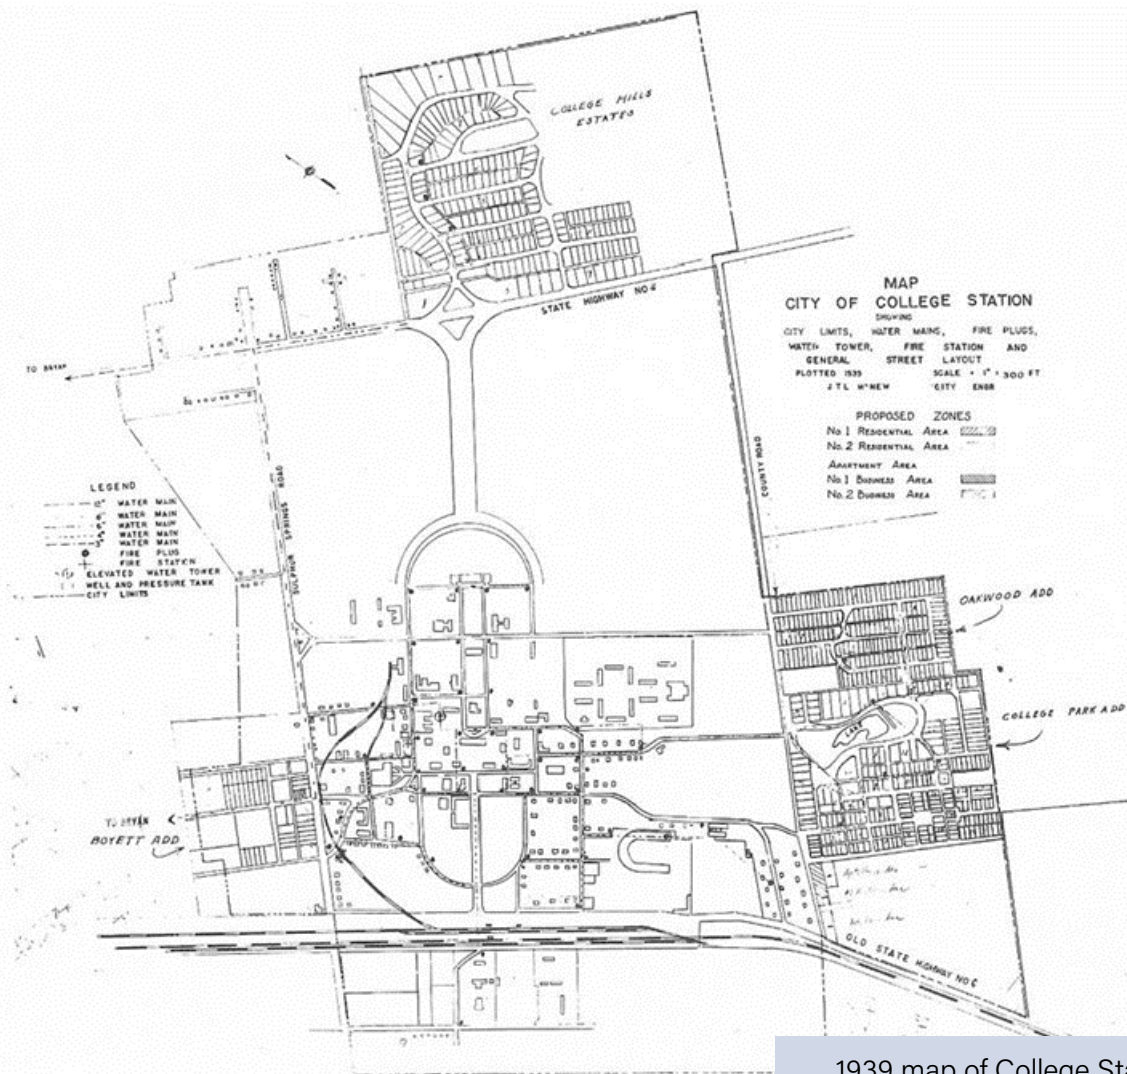 COLLEGE HILLS
ESTATES
STATE HIGHWAY NO 6
MAP
CITY OF COLLEGE STATION
SHOWING
CITY LIMITS, WATER MAINS, FIRE PLUGS,
WATER TOWER, FIRE STATION AND
GENERAL STREET LAYOUT
PLOTTED 1939 SCALE - 1" = 300 FT
J T L McNEW CITY ENGR
TO BRYAN
PROPOSED ZONES
No. 1 RESIDENTIAL AREA
No. 2 RESIDENTIAL AREA
APARTMENT AREA
No. 1 BUSINESS AREA
No. 2 BUSINESS AREA
COUNTY ROAD
SULPHUR SPRINGS ROAD
LEGEND
WATER MAIN
WATER MAIN
WATER MAIN
WATER MAIN
WATER MAIN
FIRE PLUG
FIRE STATION
ELEVATED WATER TOWER
WELL AND PRESSURE TANK
CITY LIMITS
OAKWOOD ADD
COLLEGE PARK ADD
LAKE
TO BRYAN
BOYETT ADD
OLD STATE HIGHWAY NO 6
1939 map of College Sta